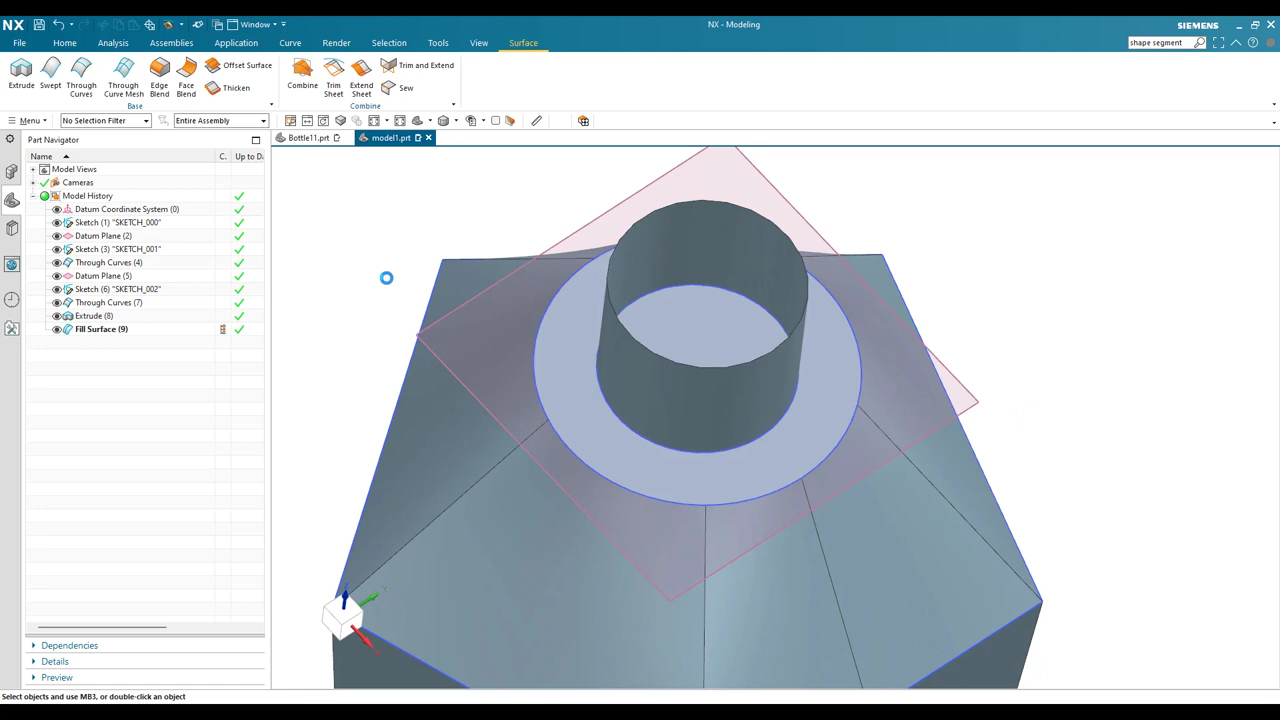 NX
Window
NX - Modeling
SIEMENS
File Home Analysis Assemblies Application Curve Render Selection Tools View Surface
shape segment
Extrude Swept Through Curves Through Curve Mesh Edge Blend Face Blend Offset Surface Thicken Combine Trim Sheet Extend Sheet Trim and Extend Sew
Base Combine
Menu No Selection Filter Entire Assembly
Part Navigator
Bottle11.prt model1.prt
Name C. Up to Da
Model Views
Cameras
Model History
Datum Coordinate System (0)
Sketch (1) "SKETCH_000"
Datum Plane (2)
Sketch (3) "SKETCH_001"
Through Curves (4)
Datum Plane (5)
Sketch (6) "SKETCH_002"
Through Curves (7)
Extrude (8)
Fill Surface (9)
Dependencies
Details
Preview
Select objects and use MB3, or double-click an object